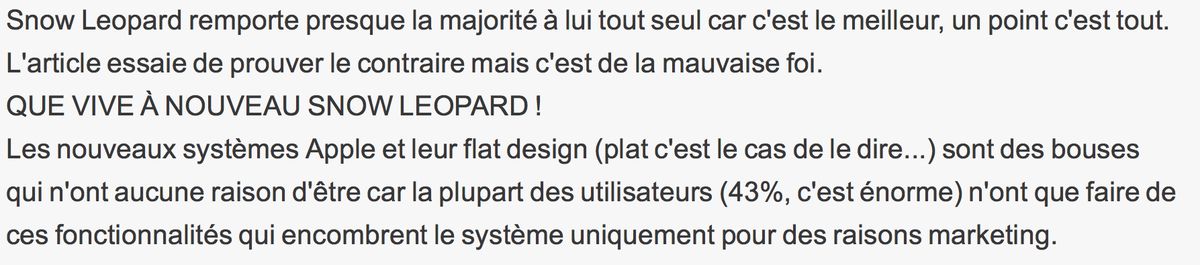 Snow Leopard remporte presque la majorité à lui tout seul car c'est le meilleur, un point c'est tout.
L'article essaie de prouver le contraire mais c'est de la mauvaise foi.
QUE VIVE À NOUVEAU SNOW LEOPARD !
Les nouveaux systèmes Apple et leur flat design (plat c'est le cas de le dire...) sont des bouses
qui n'ont aucune raison d'être car la plupart des utilisateurs (43%, c'est énorme) n'ont que faire de
ces fonctionnalités qui encombrent le système uniquement pour des raisons marketing.